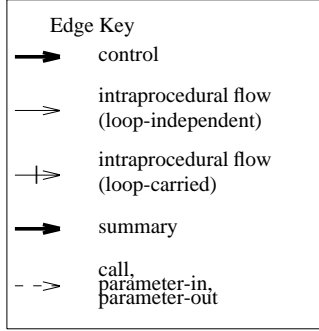 Edge Key
control
intraprocedural flow
(loop-independent)
intraprocedural flow
(loop-carried)
summary
call,
parameter-in,
parameter-out